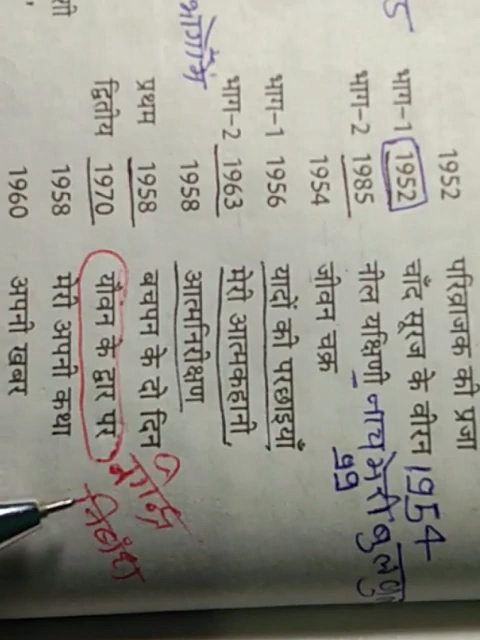 1952 परिव्राजक की प्रजा
भाग-1 1952 चाँद सूरज के बीरन 1954
भाग-2 1985 नील यक्षिणी नाच मेरी
99
1954 जीवन चक्र
भाग-1 1956 यादों की परछाइयाँ
भाग-2 1963 मेरी आत्मकहानी
भागों में 1958 आत्मनिरीक्षण
प्रथम 1958 बचपन के दो दिन
द्वितीय 1970 यौवन के द्वार पर
निबंध
1958 मेरी अपनी कथा
1960 अपनी खबर